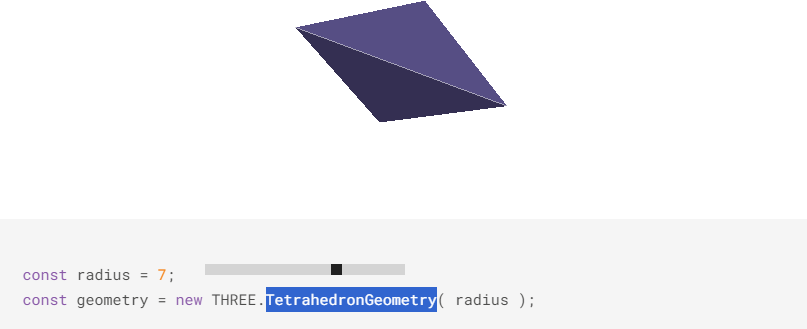 const radius = 7;
const geometry = new THREE.TetrahedronGeometry( radius );